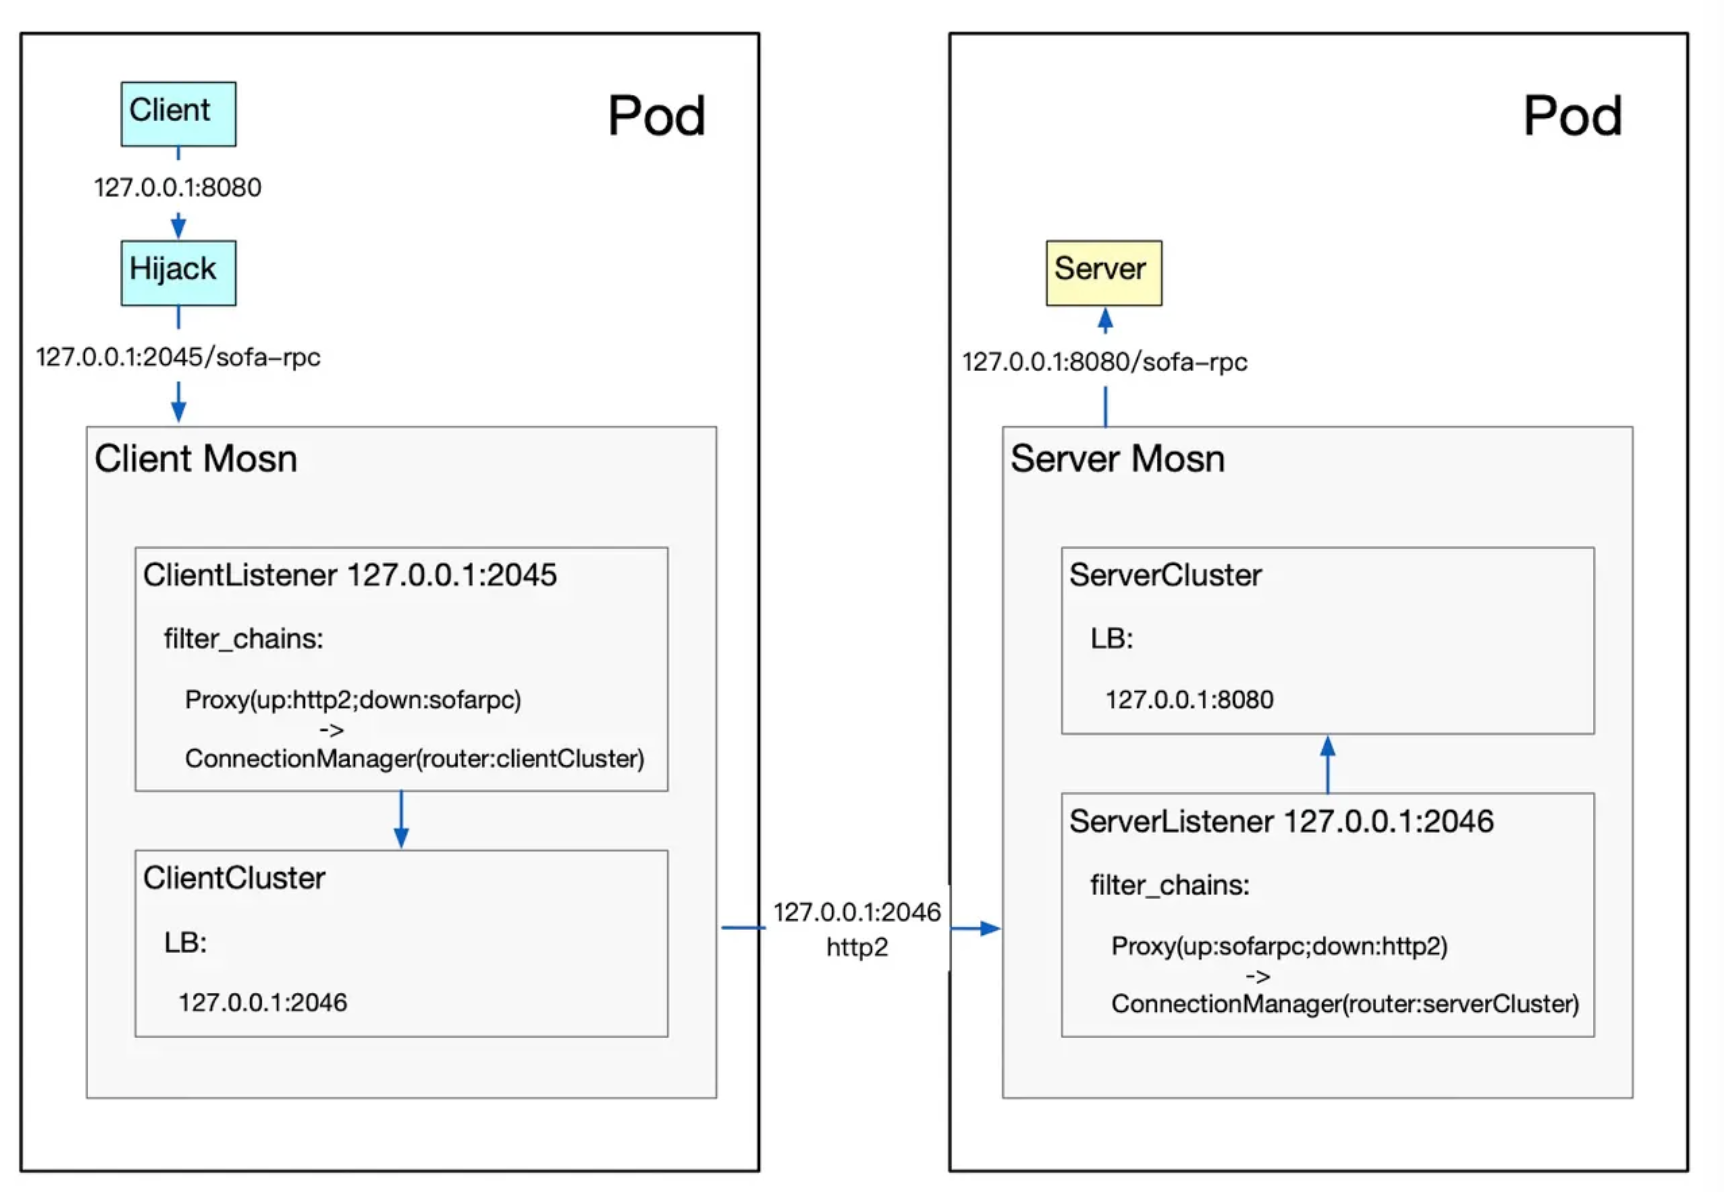 Pod
Client
127.0.0.1:8080
Hijack
127.0.0.1:2045/sofa-rpc
Client Mosn
ClientListener 127.0.0.1:2045
filter_chains:
Proxy(up:http2;down:sofarpc)
->
ConnectionManager(router:clientCluster)
ClientCluster
LB:
127.0.0.1:2046
127.0.0.1:2046
http2
Pod
Server
127.0.0.1:8080/sofa-rpc
Server Mosn
ServerCluster
LB:
127.0.0.1:8080
ServerListener 127.0.0.1:2046
filter_chains:
Proxy(up:sofarpc;down:http2)
->
ConnectionManager(router:serverCluster)